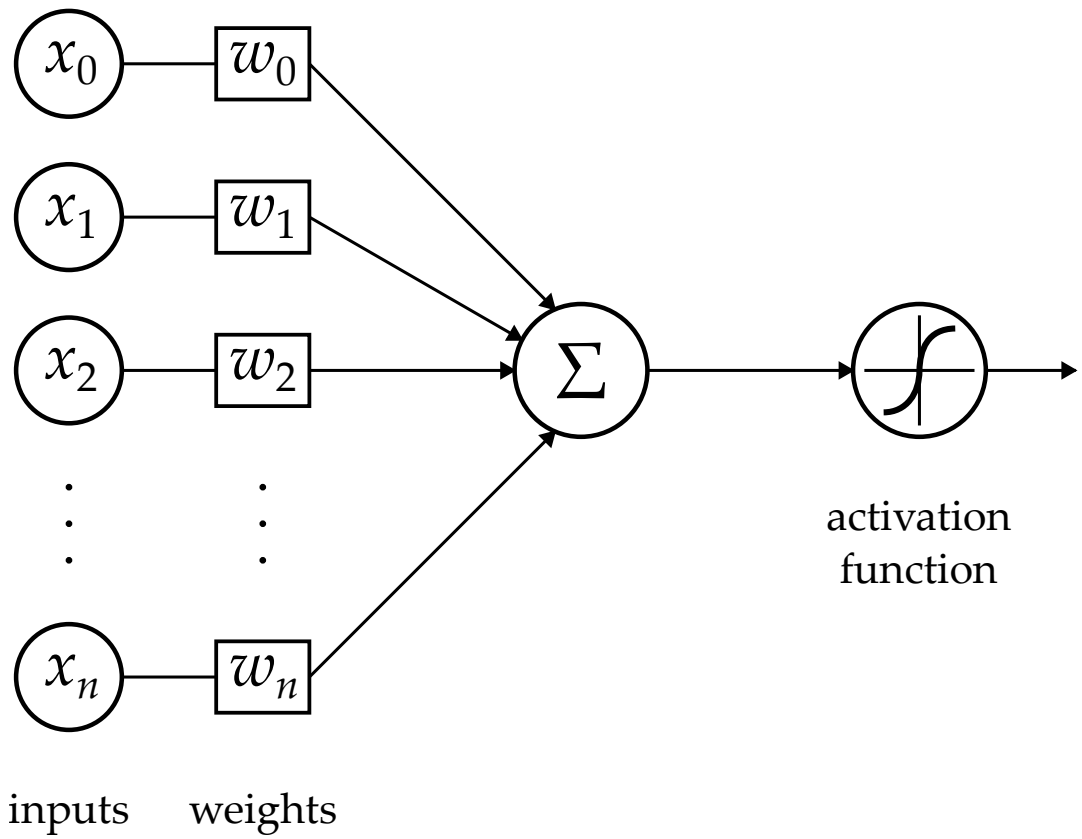 x₀ w₀
x₁ w₁
x₂ w₂
Σ
. .
. .
. .
activation
function
xₙ wₙ
inputs weights